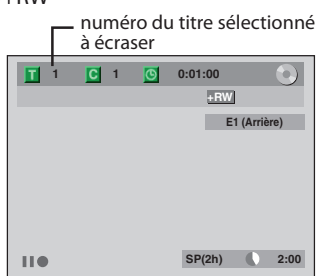 +RW
numéro du titre sélectionné
à écraser
T 1 C 1 0:01:00
+RW
E1 (Arrière)
SP(2h) 2:00